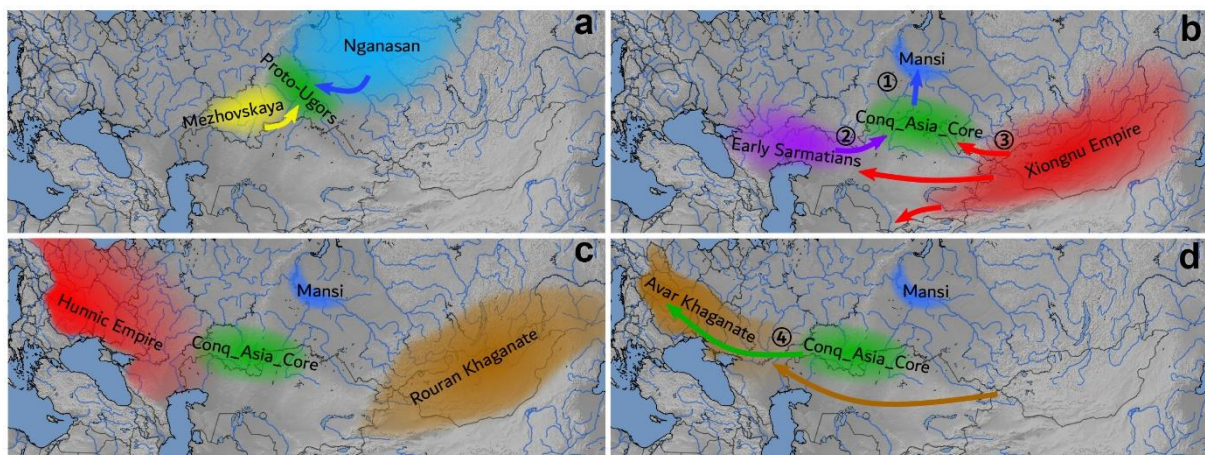 a
Nganasan
Proto-Ugors
Mezhovskaya
b
Mansi
①
Conq_Asia_Core
②
③
Early Sarmatians
Xiongnu Empire
c
Hunnic Empire
Mansi
Conq_Asia_Core
Rouran Khaganate
d
Avar Khaganate
Mansi
④
Conq_Asia_Core